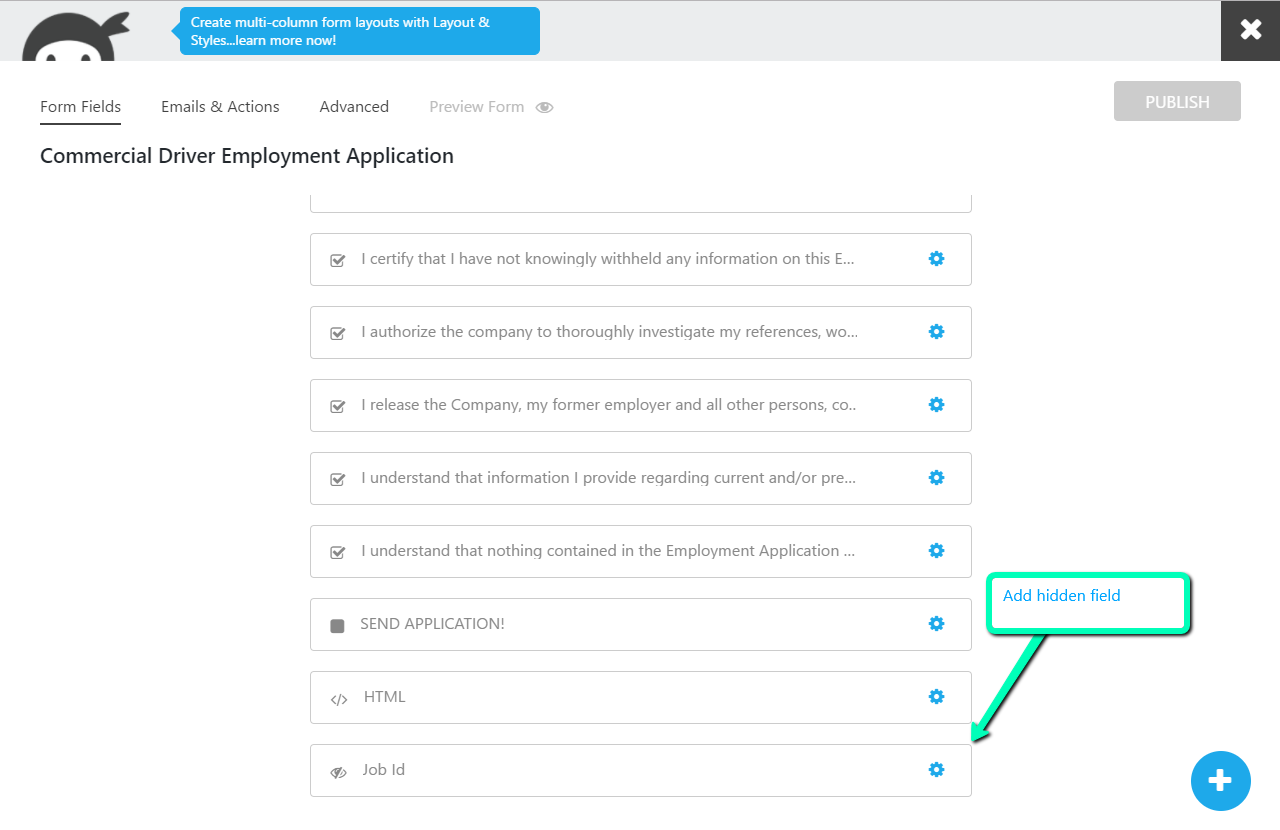 Create multi-column form layouts with Layout &
Styles...learn more now!
Form Fields
Emails & Actions
Advanced
Preview Form
PUBLISH
Commercial Driver Employment Application
I certify that I have not knowingly withheld any information on this E...
I authorize the company to thoroughly investigate my references, wo...
I release the Company, my former employer and all other persons, co..
I understand that information I provide regarding current and/or pre...
I understand that nothing contained in the Employment Application ...
Add hidden field
SEND APPLICATION!
HTML
Job Id